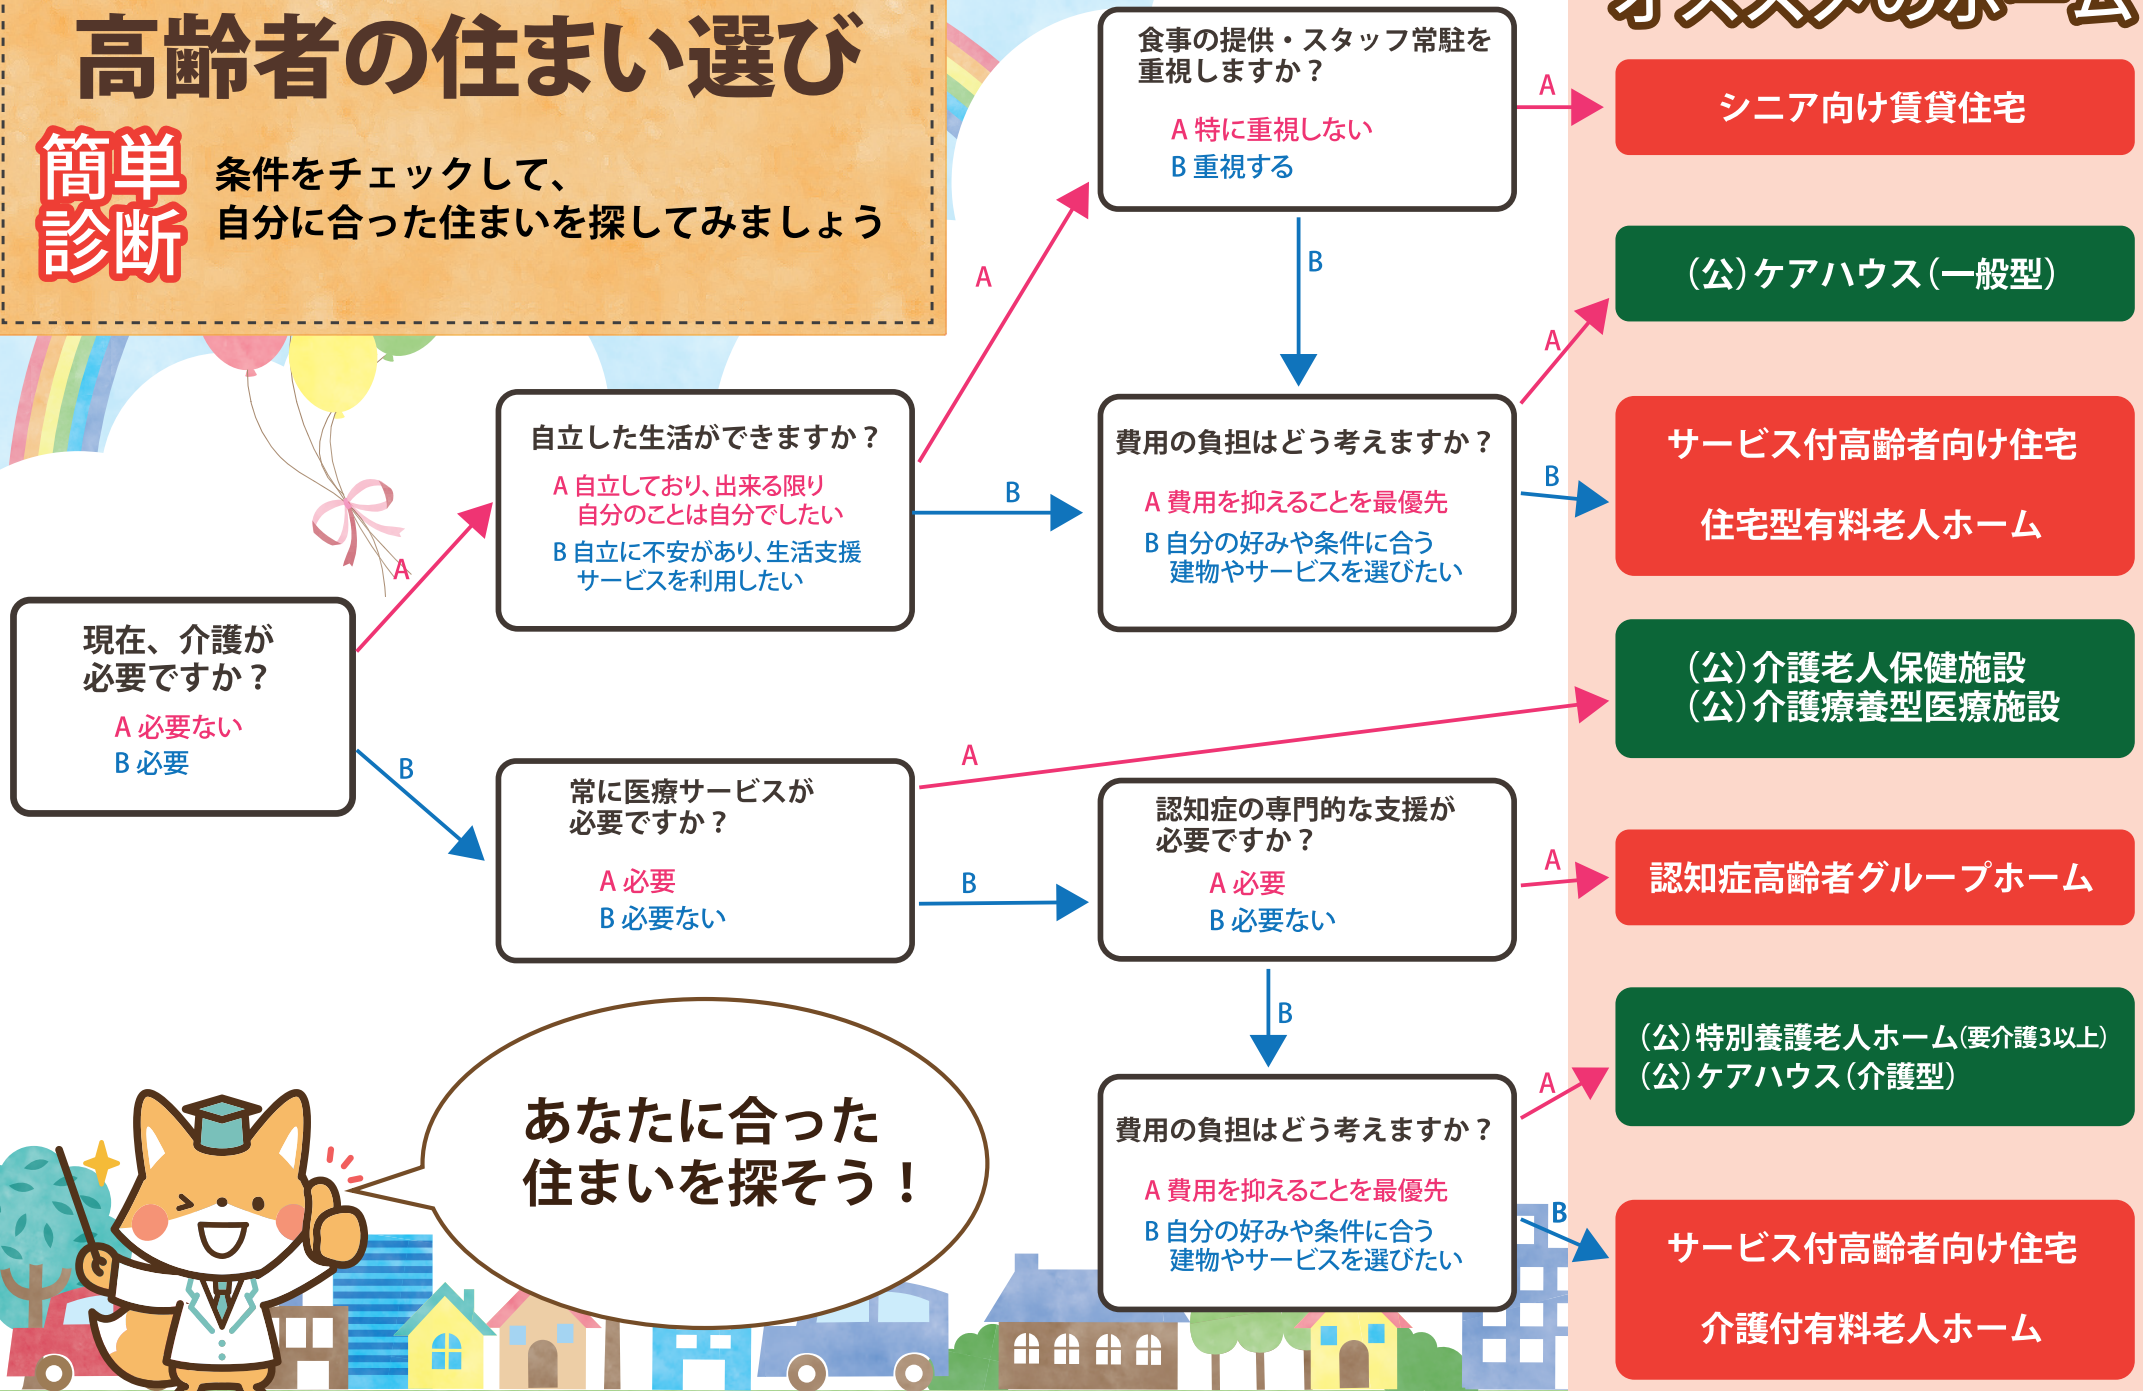 高齢者の住まい選び
簡単
診断
条件をチェックして、
自分に合った住まいを探してみましょう
現在、介護が
必要ですか？
A 必要ない
B 必要
A
B
自立した生活ができますか？
A 自立しており、出来る限り
自分のことは自分でしたい
B 自立に不安があり、生活支援
サービスを利用したい
A
B
常に医療サービスが
必要ですか？
A 必要
B 必要ない
A
B
食事の提供・スタッフ常駐を
重視しますか？
A 特に重視しない
B 重視する
A
B
費用の負担はどう考えますか？
A 費用を抑えることを最優先
B 自分の好みや条件に合う
建物やサービスを選びたい
A
B
認知症の専門的な支援が
必要ですか？
A 必要
B 必要ない
A
B
費用の負担はどう考えますか？
A 費用を抑えることを最優先
B 自分の好みや条件に合う
建物やサービスを選びたい
A
B
オススメのホーム
シニア向け賃貸住宅
（公）ケアハウス（一般型）
サービス付高齢者向け住宅
住宅型有料老人ホーム
（公）介護老人保健施設
（公）介護療養型医療施設
認知症高齢者グループホーム
（公）特別養護老人ホーム（要介護3以上）
（公）ケアハウス（介護型）
サービス付高齢者向け住宅
介護付有料老人ホーム
あなたに合った
住まいを探そう！